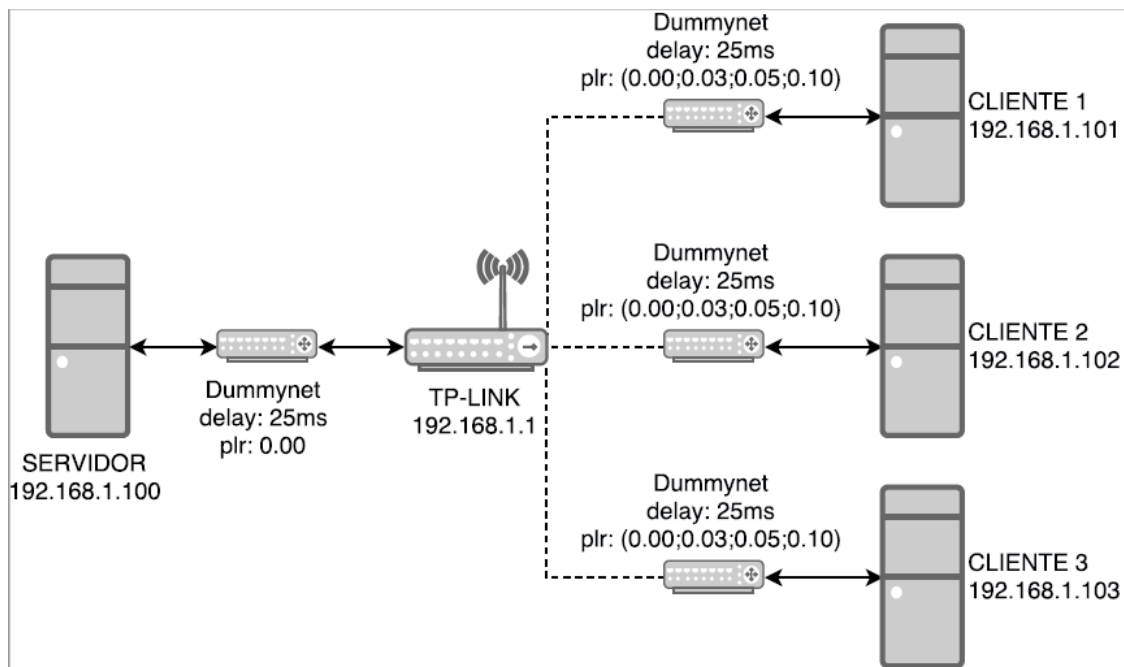 Dummynet
delay: 25ms
plr: (0.00;0.03;0.05;0.10)
CLIENTE 1
192.168.1.101
Dummynet
delay: 25ms
plr: (0.00;0.03;0.05;0.10)
CLIENTE 2
192.168.1.102
SERVIDOR
192.168.1.100
Dummynet
delay: 25ms
plr: 0.00
TP-LINK
192.168.1.1
Dummynet
delay: 25ms
plr: (0.00;0.03;0.05;0.10)
CLIENTE 3
192.168.1.103